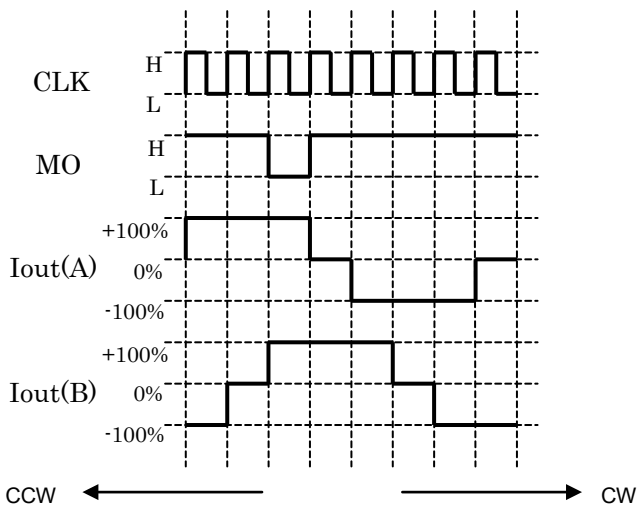 CLK
H
L
MO
H
L
Iout(A)
+100%
0%
-100%
Iout(B)
+100%
0%
-100%
CCW
CW